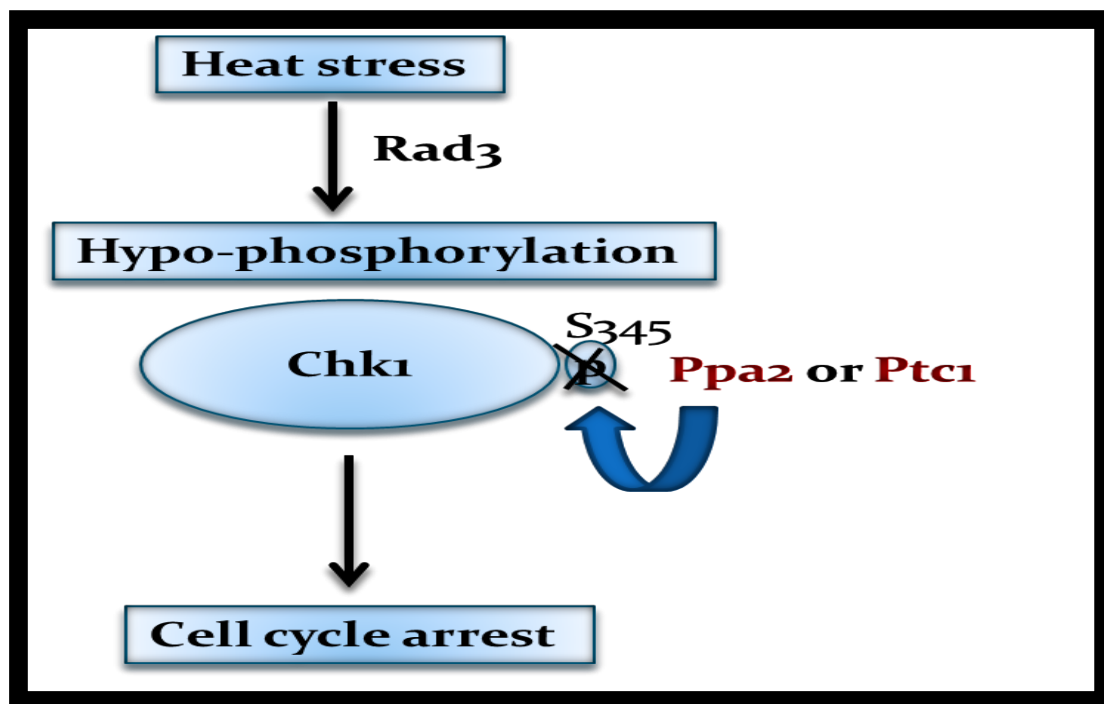 Heat stress
Rad3
Hypo-phosphorylation
S345
Chk1
p
Ppa2 or Ptc1
Cell cycle arrest